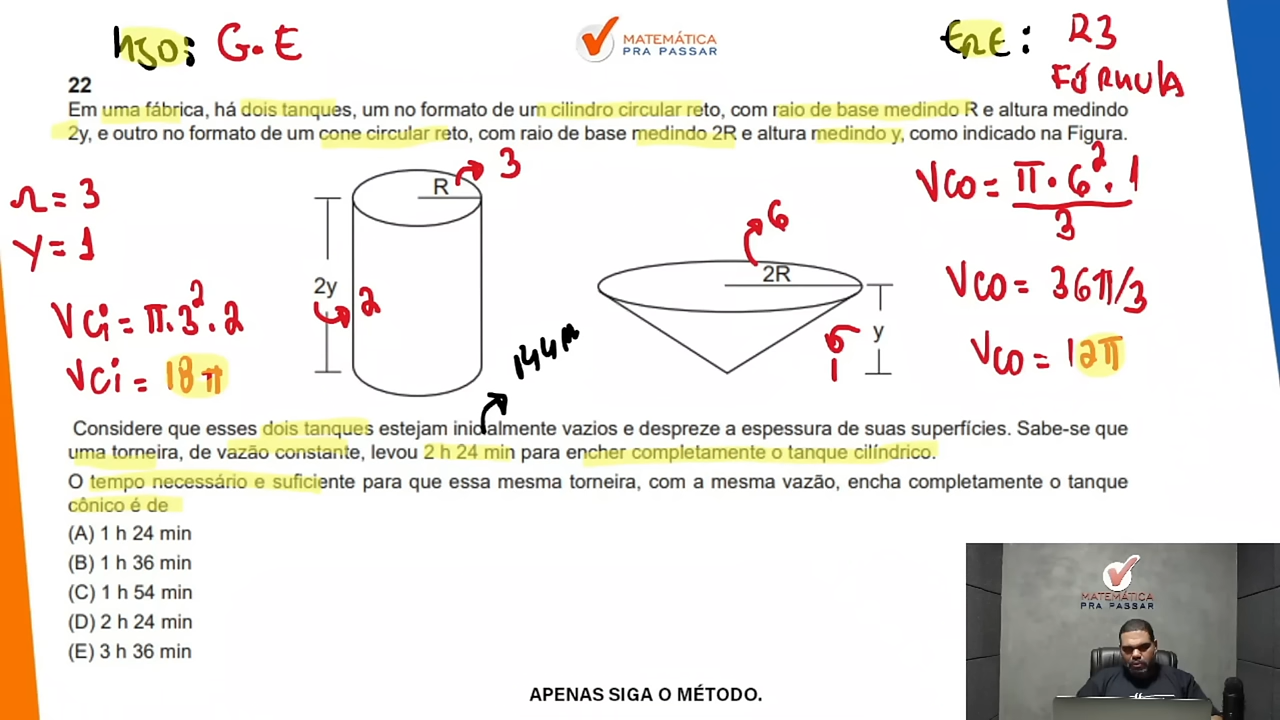 h30: G.E
MATEMÁTICA
PRA PASSAR
R3
FÓRMULA
22
Em uma fábrica, há dois tanques, um no formato de um cilindro circular reto, com raio de base medindo R e altura medindo
2y, e outro no formato de um cone circular reto, com raio de base medindo 2R e altura medindo y, como indicado na Figura.
r = 3
y = 1
VCi = π.3².2
VCi = 18π
R
3
2y
2
144m
6
2R
y
1
VCO = π.6².1/3
VCO = 36π/3
VCO = 12π
Considere que esses dois tanques estejam inicialmente vazios e despreze a espessura de suas superfícies. Sabe-se que
uma torneira, de vazão constante, levou 2 h 24 min para encher completamente o tanque cilíndrico.
O tempo necessário e suficiente para que essa mesma torneira, com a mesma vazão, encha completamente o tanque
cônico é de
(A) 1 h 24 min
(B) 1 h 36 min
(C) 1 h 54 min
(D) 2 h 24 min
(E) 3 h 36 min
MATEMÁTICA
PRA PASSAR
APENAS SIGA O MÉTODO.